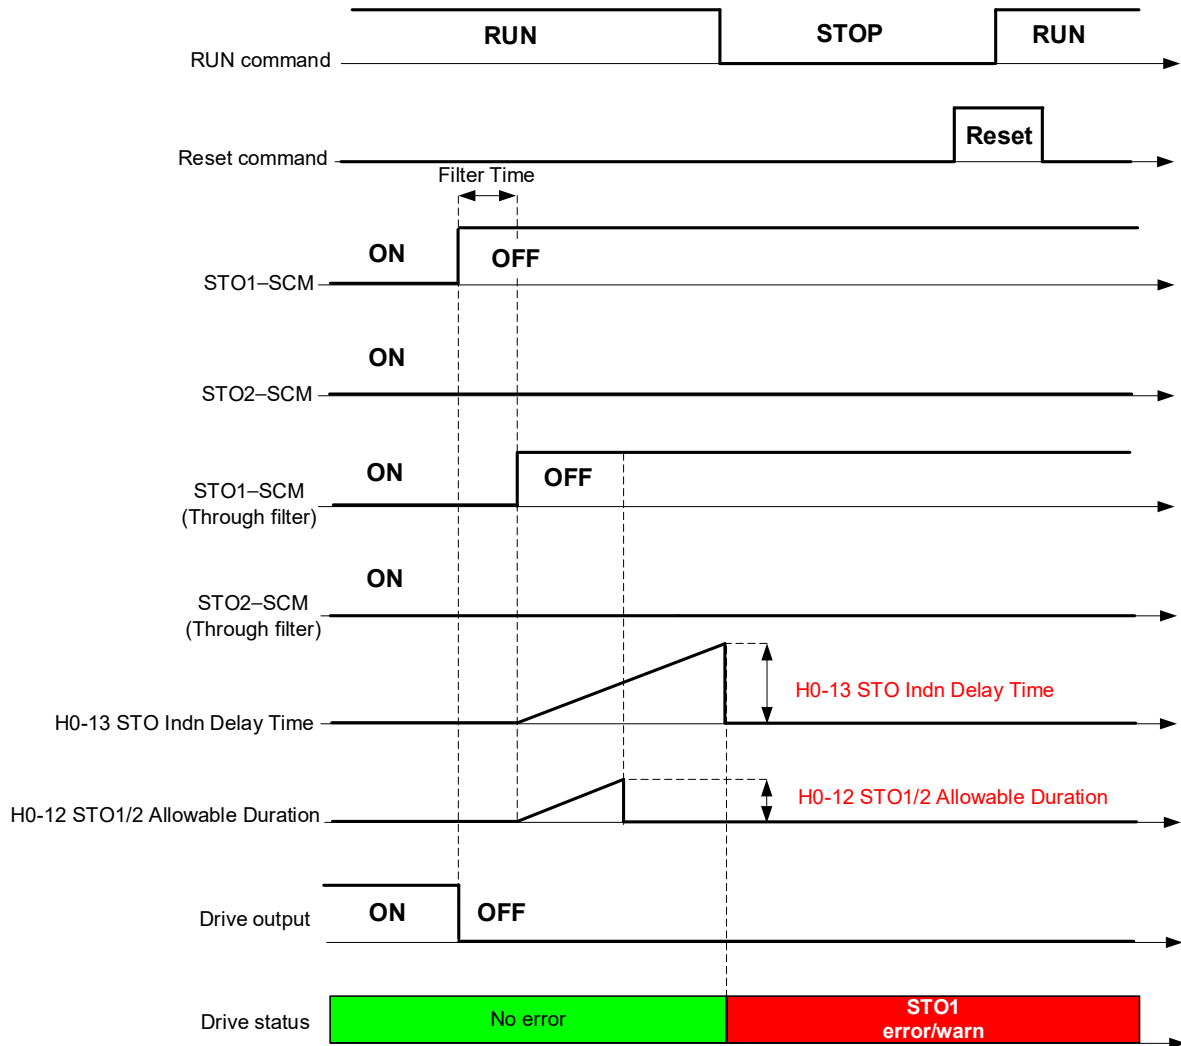 RUN
STOP
RUN
RUN command
Reset
Reset command
Filter Time
ON
OFF
STO1–SCM
ON
STO2–SCM
ON
OFF
STO1–SCM
(Through filter)
ON
STO2–SCM
(Through filter)
H0-13 STO Indn Delay Time
H0-13 STO Indn Delay Time
H0-12 STO1/2 Allowable Duration
H0-12 STO1/2 Allowable Duration
ON
OFF
Drive output
Drive status
No error
STO1
error/warn